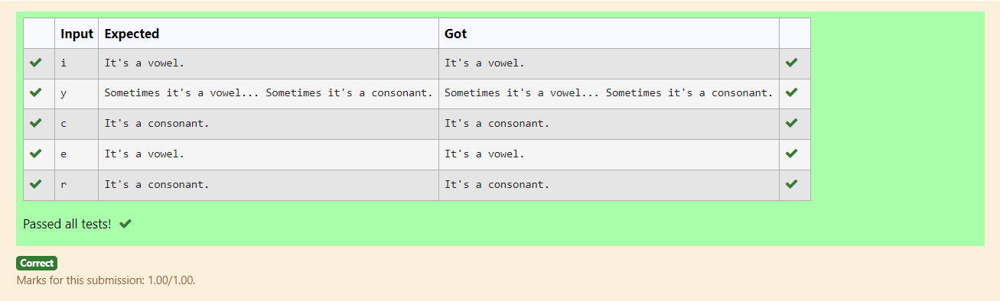 Input Expected Got
i It's a vowel. It's a vowel.
y Sometimes it's a vowel... Sometimes it's a consonant. Sometimes it's a vowel... Sometimes it's a consonant.
c It's a consonant. It's a consonant.
e It's a vowel. It's a vowel.
r It's a consonant. It's a consonant.
Passed all tests!
Correct
Marks for this submission: 1.00/1.00.